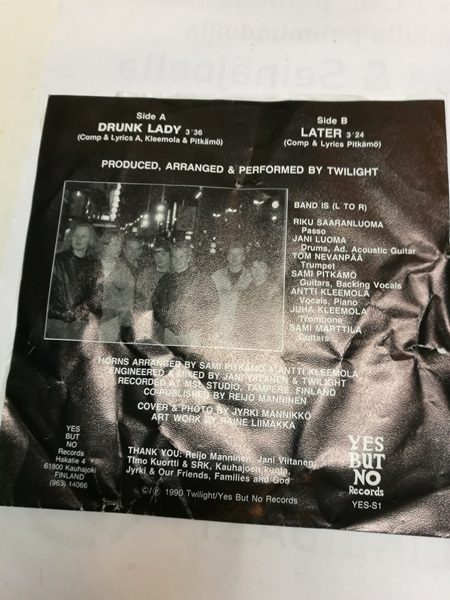 Side A
DRUNK LADY 3'36
(Comp & Lyrics A, Kleemola & Pitkämö)
Side B
LATER 3'24
(Comp & Lyrics Pitkämö)
PRODUCED, ARRANGED & PERFORMED BY TWILIGHT
BAND IS (L TO R)
RIKU SAARANLUOMA
Passo
JANI LUOMA
Drums, Ad. Acoustic Guitar
TOM NEVANPÄÄ
Trumpet
SAMI PITKÄMÖ
Guitars, Backing Vocals
ANTTI KLEEMOLA
Vocals, Piano
JUHA KLEEMOLA
Trombone
SAMI MARTTILA
Guitars
HORNS ARRANGED BY SAMI PITKÄMÖ & ANTTI KLEEMOLA
ENGINEERED & MIXED BY JANI VIITANEN & TWILIGHT
RECORDED AT MSL STUDIO, TAMPERE, FINLAND
CO-PUBLISHED BY REIJO MANNINEN
COVER & PHOTO BY JYRKI MÄNNIKKÖ
ART WORK BY RAINE LIIMAKKA
YES
BUT
NO
Records
Hakatie 4
61800 Kauhajoki
FINLAND
(963) 14066
THANK YOU: Reijo Manninen, Jani Viitanen,
Timo Kuortti & SRK, Kauhajoen kunta,
Jyrki & Our Friends, Families and God
©/℗ 1990 Twilight/Yes But No Records
YES
BUT
NO
Records
YES-S1